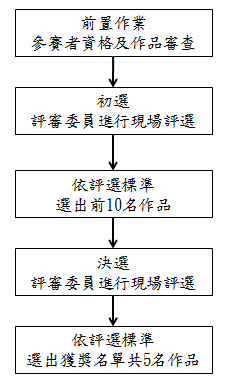 前置作業
參賽者資格及作品審查
初選
評審委員進行現場評選
依評選標準
選出前10名作品
決選
評審委員進行現場評選
依評選標準
選出獲獎名單共5名作品